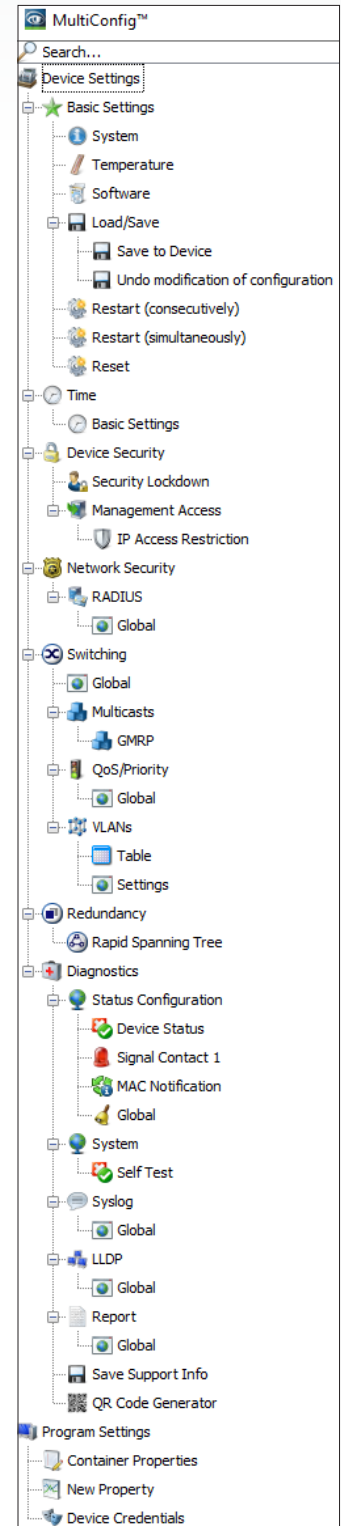 MultiConfig™
Search...
Device Settings
Basic Settings
System
Temperature
Software
Load/Save
Save to Device
Undo modification of configuration
Restart (consecutively)
Restart (simultaneously)
Reset
Time
Basic Settings
Device Security
Security Lockdown
Management Access
IP Access Restriction
Network Security
RADIUS
Global
Switching
Global
Multicasts
GMRP
QoS/Priority
Global
VLANs
Table
Settings
Redundancy
Rapid Spanning Tree
Diagnostics
Status Configuration
Device Status
Signal Contact 1
MAC Notification
Global
System
Self Test
Syslog
Global
LLDP
Global
Report
Global
Save Support Info
QR Code Generator
Program Settings
Container Properties
New Property
Device Credentials